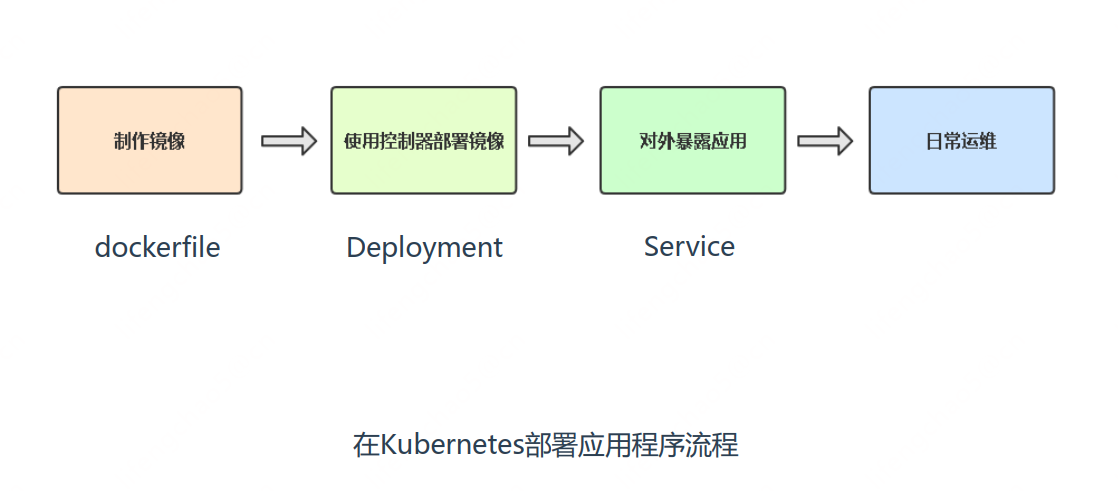 制作镜像
使用控制器部署镜像
对外暴露应用
日常运维
dockerfile
Deployment
Service
在Kubernetes部署应用程序流程